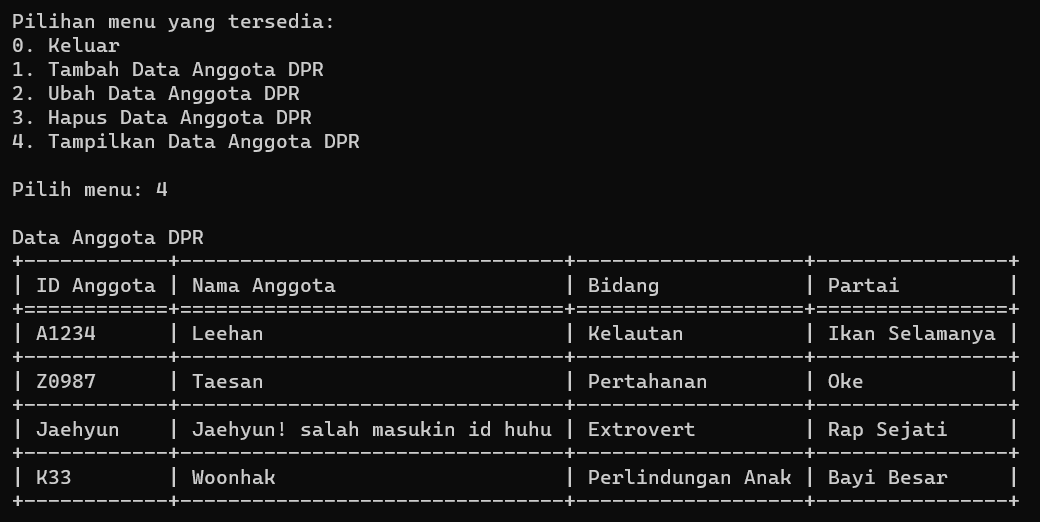 Pilihan menu yang tersedia:
0. Keluar
1. Tambah Data Anggota DPR
2. Ubah Data Anggota DPR
3. Hapus Data Anggota DPR
4. Tampilkan Data Anggota DPR
Pilih menu: 4
Data Anggota DPR
+------------+--------------------------------+-------------------+----------------+
| ID Anggota | Nama Anggota                   | Bidang            | Partai         |
+============+================================+===================+================+
| A1234      | Leehan                         | Kelautan          | Ikan Selamanya |
+------------+--------------------------------+-------------------+----------------+
| Z0987      | Taesan                         | Pertahanan        | Oke            |
+------------+--------------------------------+-------------------+----------------+
| Jaehyun    | Jaehyun! salah masukin id huhu | Extrovert         | Rap Sejati     |
+------------+--------------------------------+-------------------+----------------+
| K33        | Woonhak                        | Perlindungan Anak | Bayi Besar     |
+------------+--------------------------------+-------------------+----------------+